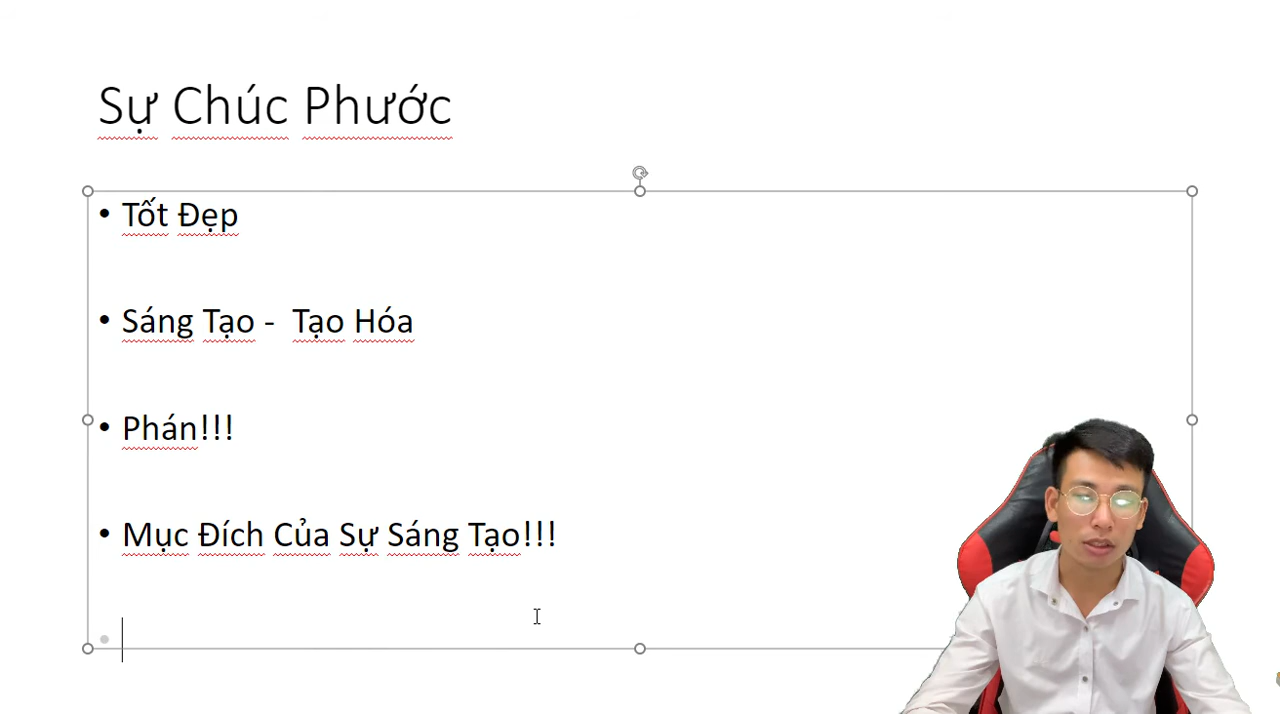 Sự Chúc Phước
• Tốt Đẹp
• Sáng Tạo -  Tạo Hóa
• Phán!!!
• Mục Đích Của Sự Sáng Tạo!!!